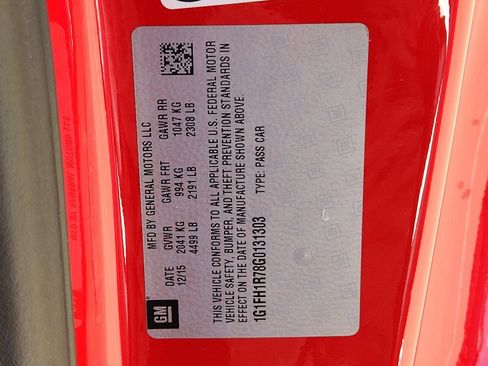 GM
MFD BY GENERAL MOTORS LLC
DATE GVWR GAWR FRT GAWR RR
12/15 2041 KG 994 KG 1047 KG
4499 LB 2191 LB 2308 LB
THIS VEHICLE CONFORMS TO ALL APPLICABLE U.S. FEDERAL MOTOR
VEHICLE SAFETY, BUMPER, AND THEFT PREVENTION STANDARDS IN
EFFECT ON THE DATE OF MANUFACTURE SHOWN ABOVE.
1G1FH1R78G0131303 TYPE: PASS CAR